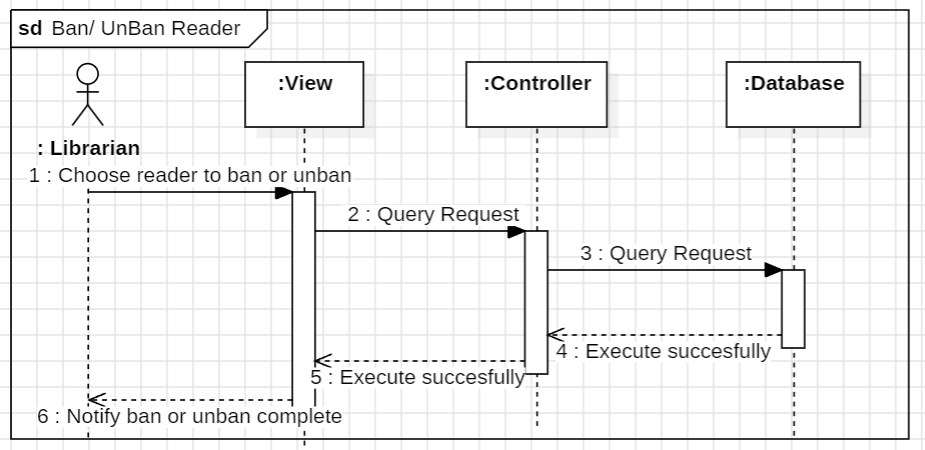 sd Ban/ UnBan Reader
:View
:Controller
:Database
: Librarian
1 : Choose reader to ban or unban
2 : Query Request
3 : Query Request
4 : Execute succesfully
5 : Execute succesfully
6 : Notify ban or unban complete